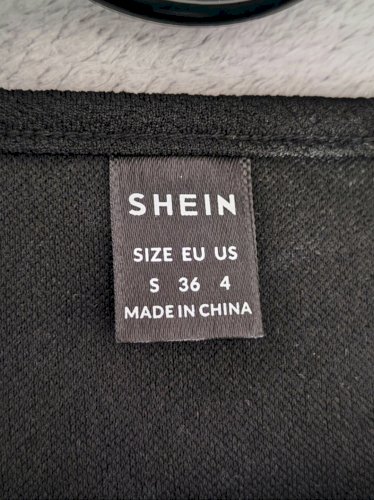 SHEIN
SIZE EU US
S 36 4
MADE IN CHINA